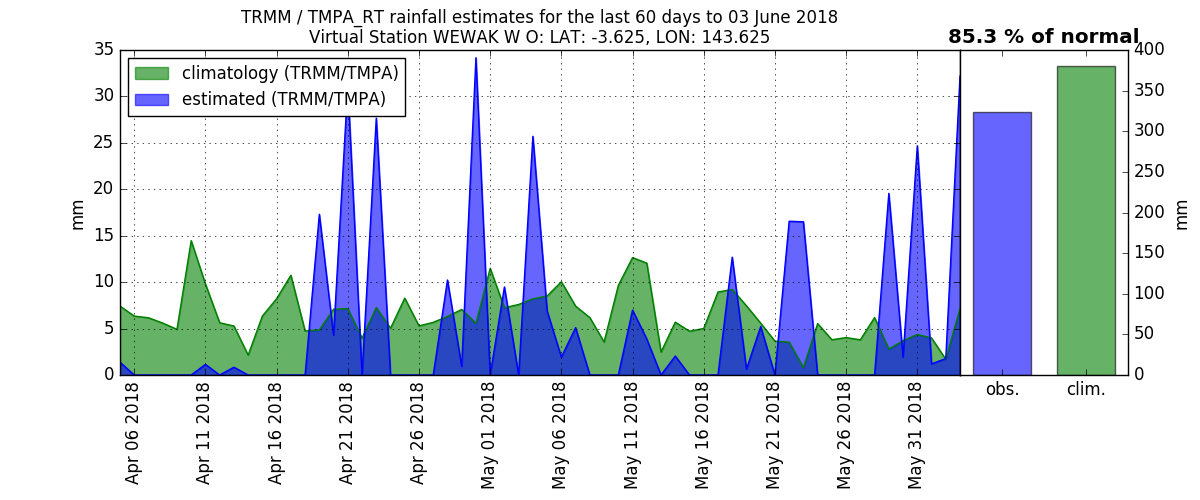 TRMM / TMPA_RT rainfall estimates for the last 60 days to 03 June 2018
Virtual Station WEWAK W O: LAT: -3.625, LON: 143.625
85.3 % of normal
climatology (TRMM/TMPA)
estimated (TRMM/TMPA)
35
30
25
20
15
10
5
0
mm
400
350
300
250
200
150
100
50
0
mm
Apr 06 2018
Apr 11 2018
Apr 16 2018
Apr 21 2018
Apr 26 2018
May 01 2018
May 06 2018
May 11 2018
May 16 2018
May 21 2018
May 26 2018
May 31 2018
obs.
clim.